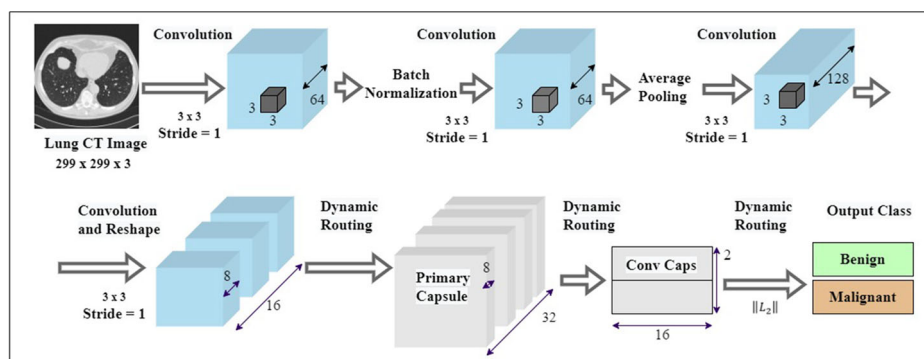 Convolution
3 x 3
Stride = 1
Lung CT Image
299 x 299 x 3
3
3
64
Batch
Normalization
Convolution
3 x 3
Stride = 1
3
3
64
Average
Pooling
Convolution
3 x 3
Stride = 1
3
3
128
Convolution
and Reshape
3 x 3
Stride = 1
8
16
Dynamic
Routing
Primary
Capsule
8
32
Dynamic
Routing
Conv Caps
2
16
Dynamic
Routing
‖L₂‖
Output Class
Benign
Malignant